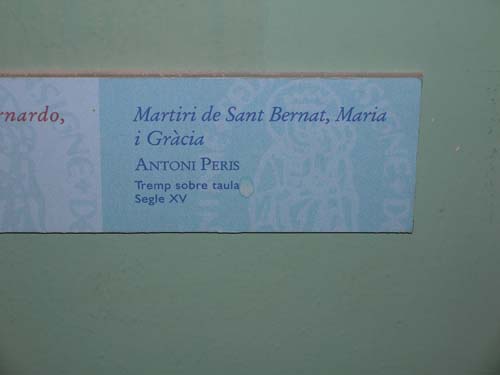 rnardo,
Martiri de Sant Bernat, Maria
i Gràcia
ANTONI PERIS
Tremp sobre taula
Segle XV